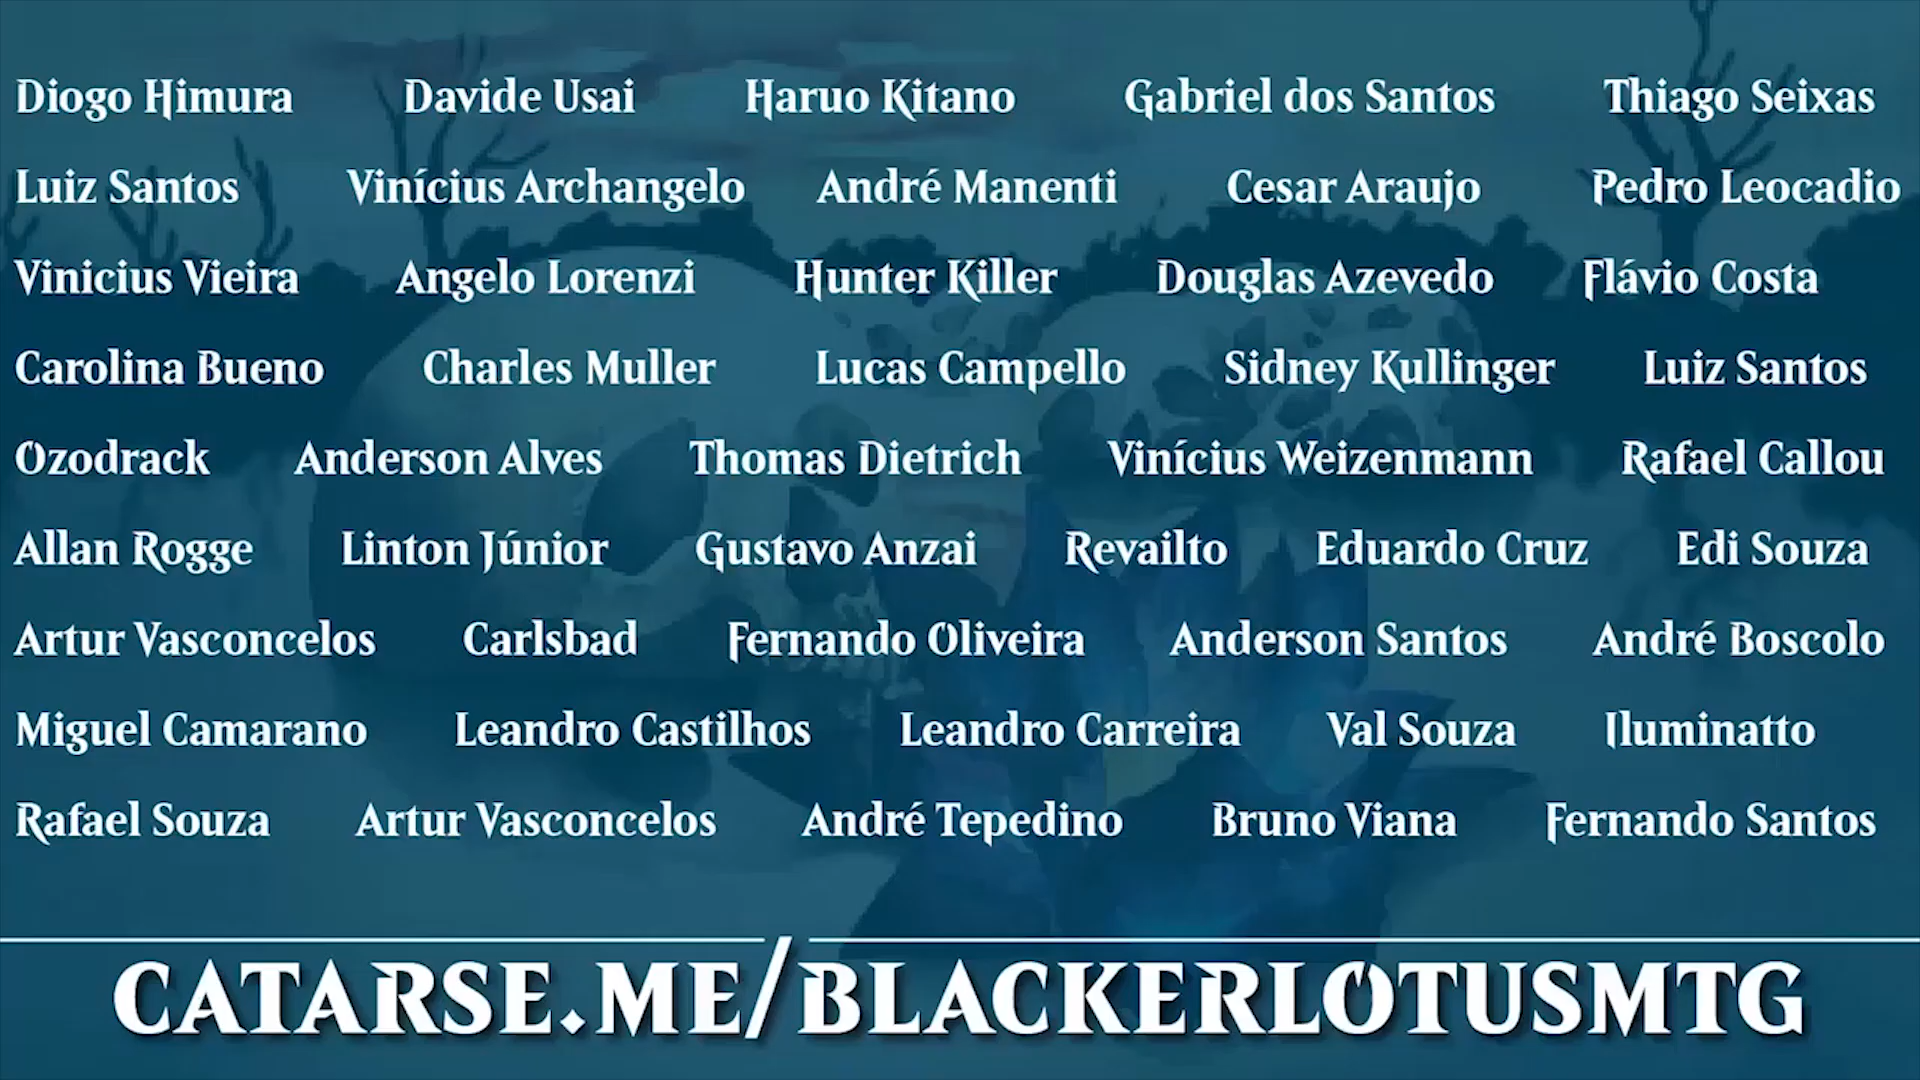 Diogo Himura Davide Usai Haruo Kitano Gabriel dos Santos Thiago Seixas
Luiz Santos Vinícius Archangelo André Manenti Cesar Araujo Pedro Leocadio
Vinicius Vieira Angelo Lorenzi Hunter Killer Douglas Azevedo Flávio Costa
Carolina Bueno Charles Muller Lucas Campello Sidney Kullinger Luiz Santos
Ozodrack Anderson Alves Thomas Dietrich Vinícius Weizenmann Rafael Callou
Allan Rogge Linton Júnior Gustavo Anzai Revailto Eduardo Cruz Edi Souza
Artur Vasconcelos Carlsbad Fernando Oliveira Anderson Santos André Boscolo
Miguel Camarano Leandro Castilhos Leandro Carreira Val Souza Iluminatto
Rafael Souza Artur Vasconcelos André Tepedino Bruno Viana Fernando Santos
CATARSE.ME/BLACKERLOTUSMTG